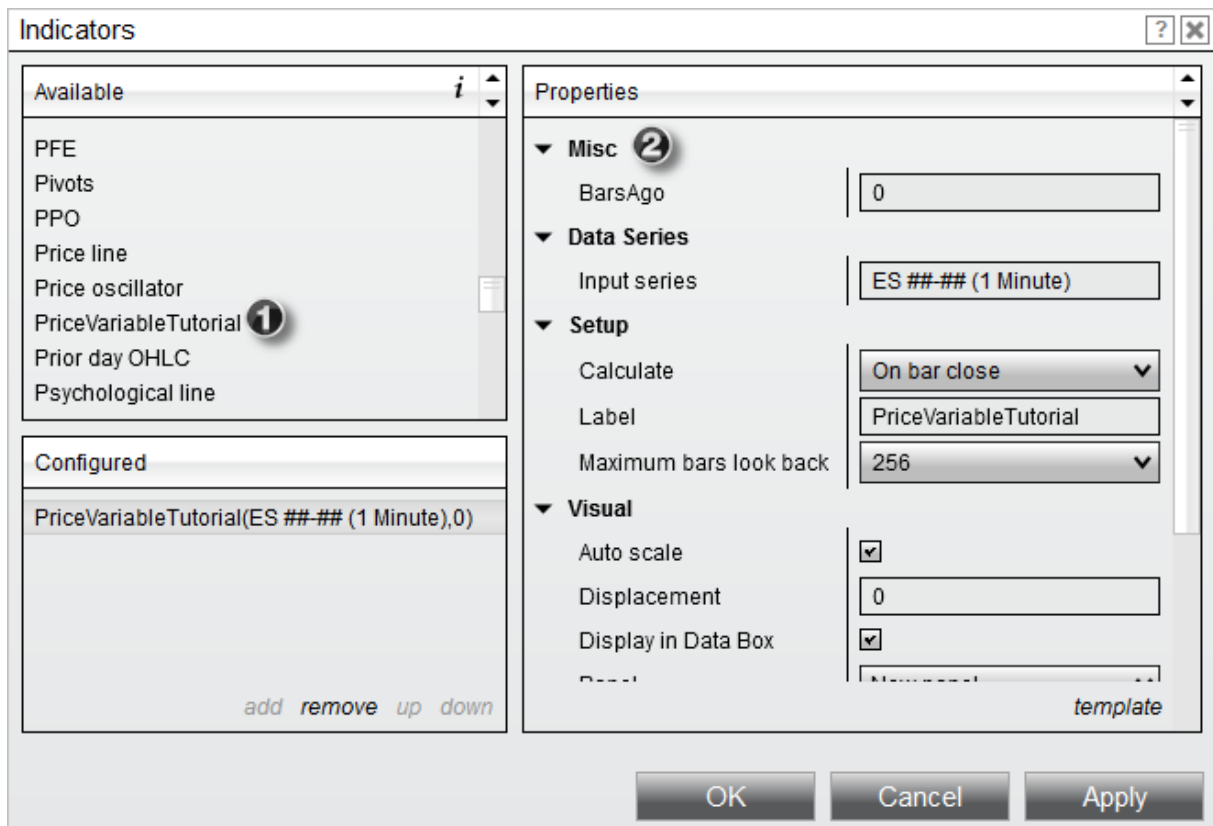 Indicators
?
Available
i
PFE
Pivots
PPO
Price line
Price oscillator
PriceVariableTutorial 1
Prior day OHLC
Psychological line
Configured
PriceVariableTutorial(ES ##-## (1 Minute),0)
add remove up down
Properties
Misc 2
BarsAgo 0
Data Series
Input series ES ##-## (1 Minute)
Setup
Calculate On bar close
Label PriceVariableTutorial
Maximum bars look back 256
Visual
Auto scale
Displacement 0
Display in Data Box
template
OK Cancel Apply